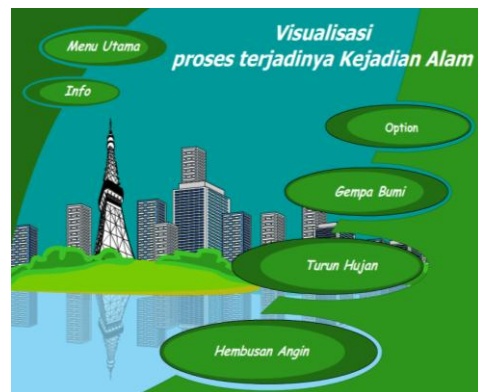 Visualisasi
proses terjadinya Kejadian Alam
Menu Utama
Info
Option
Gempa Bumi
Turun Hujan
Hembusan Angin